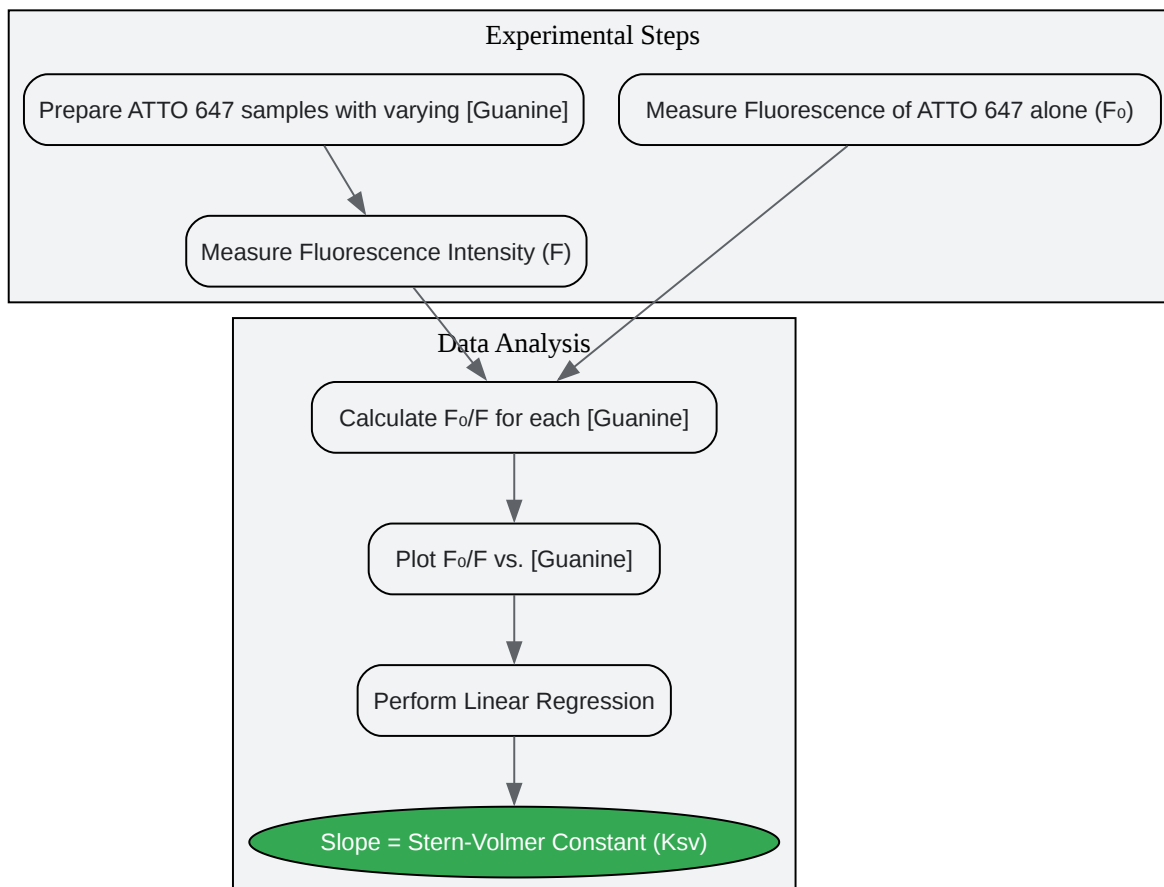 Experimental Steps
Prepare ATTO 647 samples with varying [Guanine]
Measure Fluorescence of ATTO 647 alone (F₀)
Measure Fluorescence Intensity (F)
Data Analysis
Calculate F₀/F for each [Guanine]
Plot F₀/F vs. [Guanine]
Perform Linear Regression
Slope = Stern-Volmer Constant (Ksv)